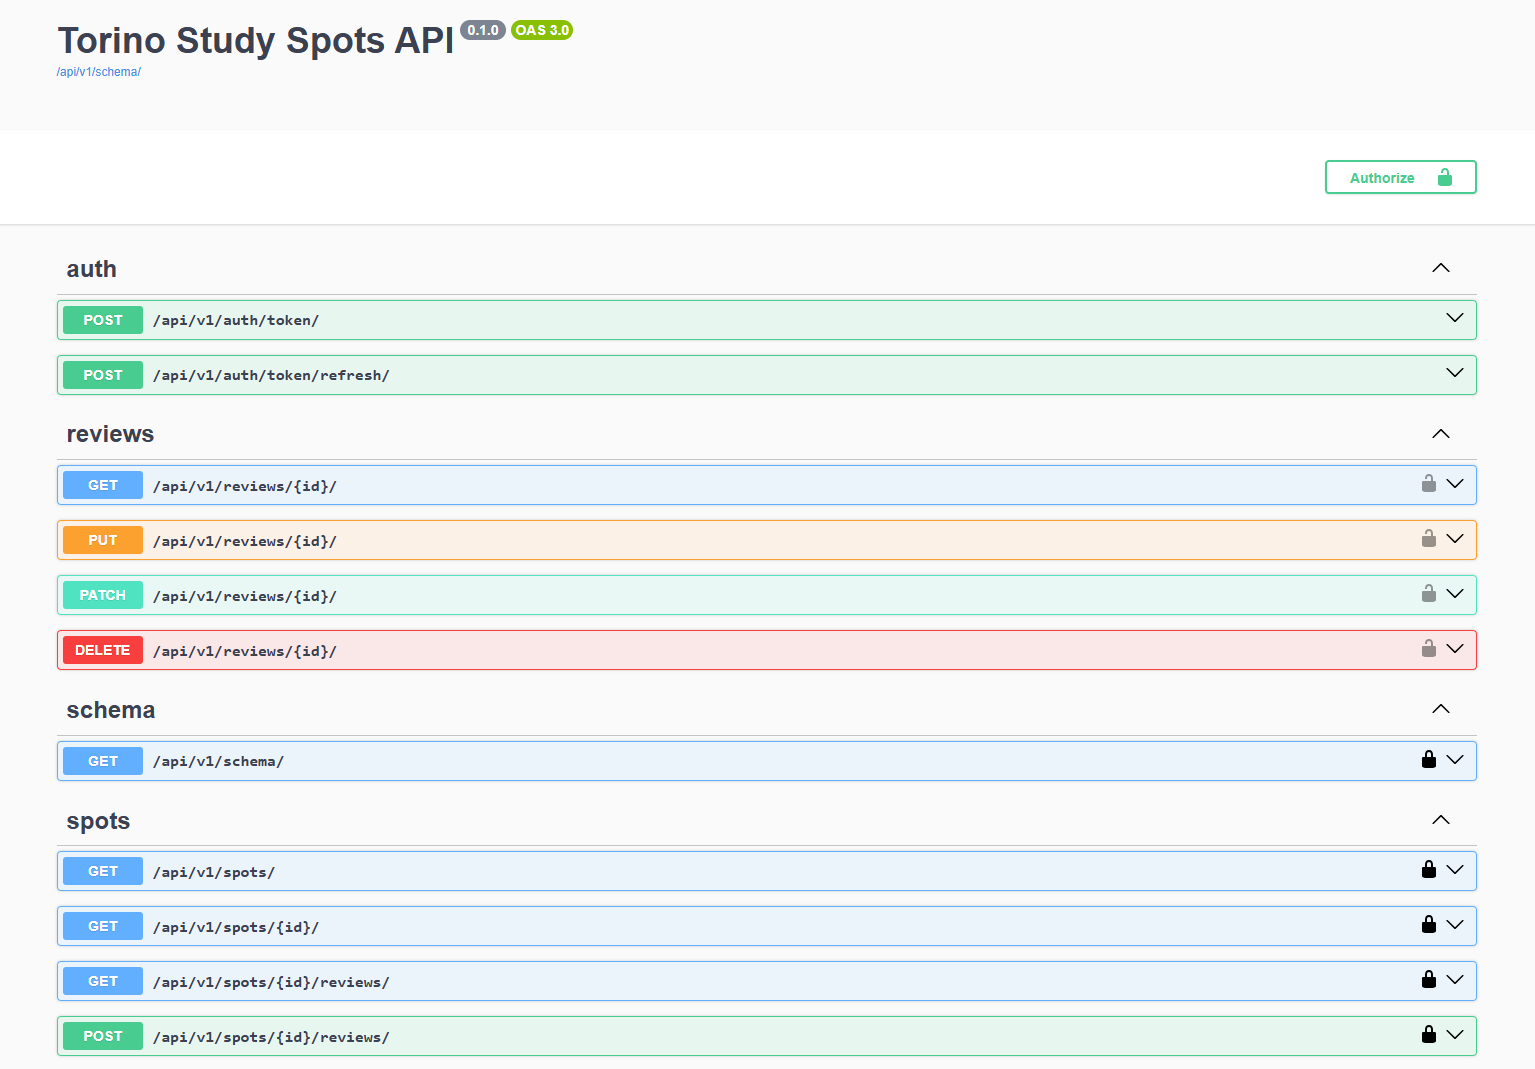 Torino Study Spots API 0.1.0 OAS 3.0
/api/v1/schema/
Authorize
auth
POST /api/v1/auth/token/
POST /api/v1/auth/token/refresh/
reviews
GET /api/v1/reviews/{id}/
PUT /api/v1/reviews/{id}/
PATCH /api/v1/reviews/{id}/
DELETE /api/v1/reviews/{id}/
schema
GET /api/v1/schema/
spots
GET /api/v1/spots/
GET /api/v1/spots/{id}/
GET /api/v1/spots/{id}/reviews/
POST /api/v1/spots/{id}/reviews/